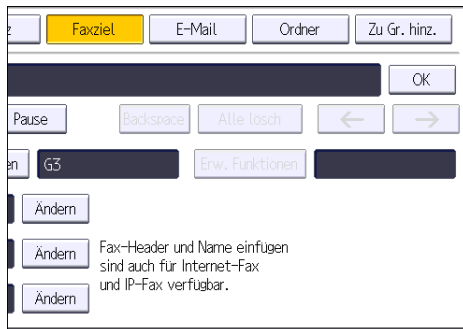 z Faxziel E-Mail Ordner Zu Gr. hinz.
OK
Pause Backspace Alle lösch ← →
en G3 Erw. Funktionen
Ändern
Ändern Fax-Header und Name einfügen
sind auch für Internet-Fax
und IP-Fax verfügbar.
Ändern